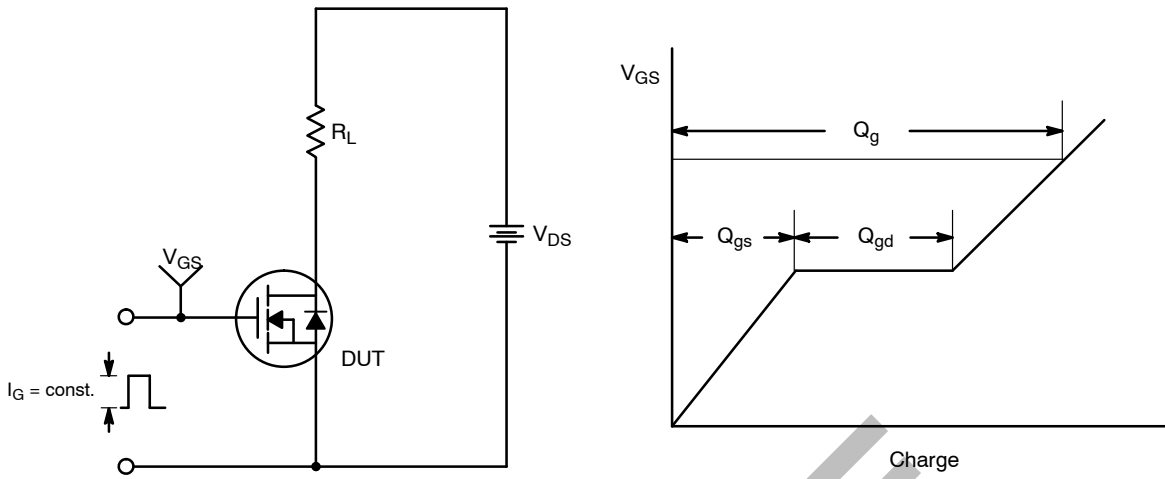 R_L
V_DS
V_GS
DUT
I_G = const.
V_GS
Q_g
Q_gs
Q_gd
Charge